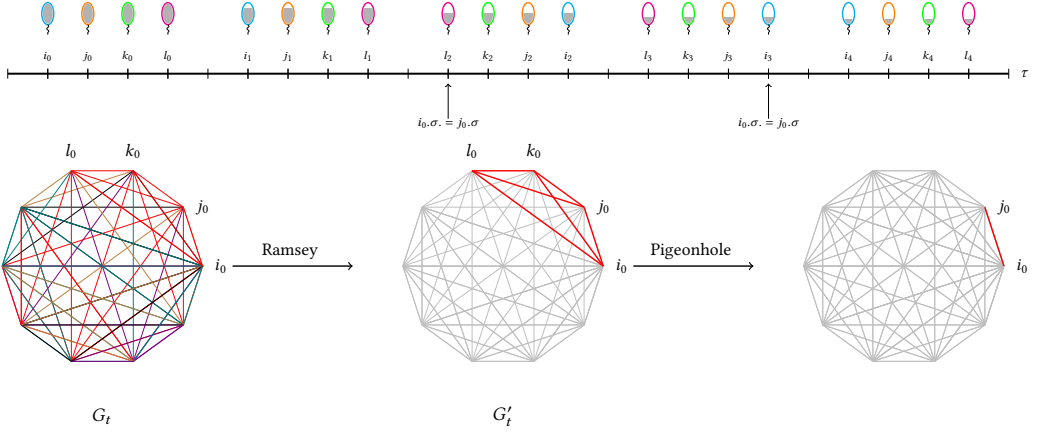 i₀ j₀ k₀ l₀ i₁ j₁ k₁ l₁ l₂ k₂ j₂ i₂ l₃ k₃ j₃ i₃ i₄ j₄ k₄ l₄
τ
i₀.σ. = j₀.σ i₀.σ. = j₀.σ
l₀ k₀ l₀ k₀
j₀ j₀ j₀
i₀ Ramsey i₀ Pigeonhole i₀
Gₜ G′ₜ